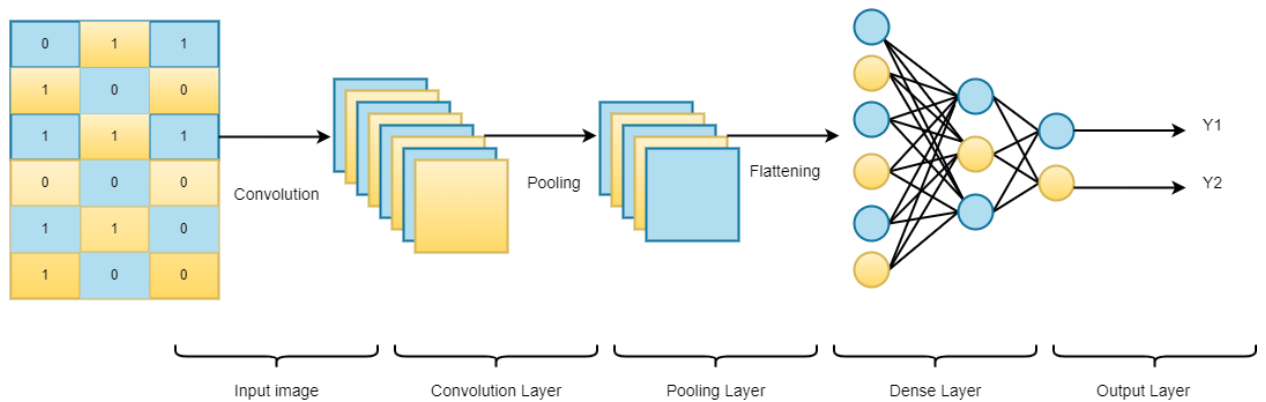 0 1 1
1 0 0
1 1 1
0 0 0
1 1 0
1 0 0
Convolution
Pooling
Flattening
Y1
Y2
Input image
Convolution Layer
Pooling Layer
Dense Layer
Output Layer